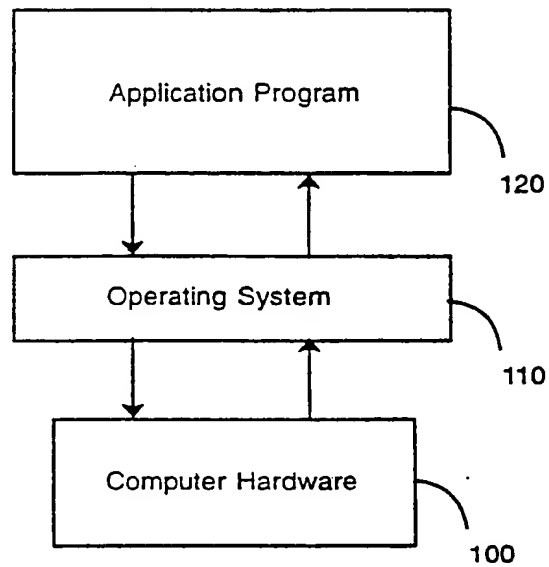 Application Program
120
Operating System
110
Computer Hardware
100